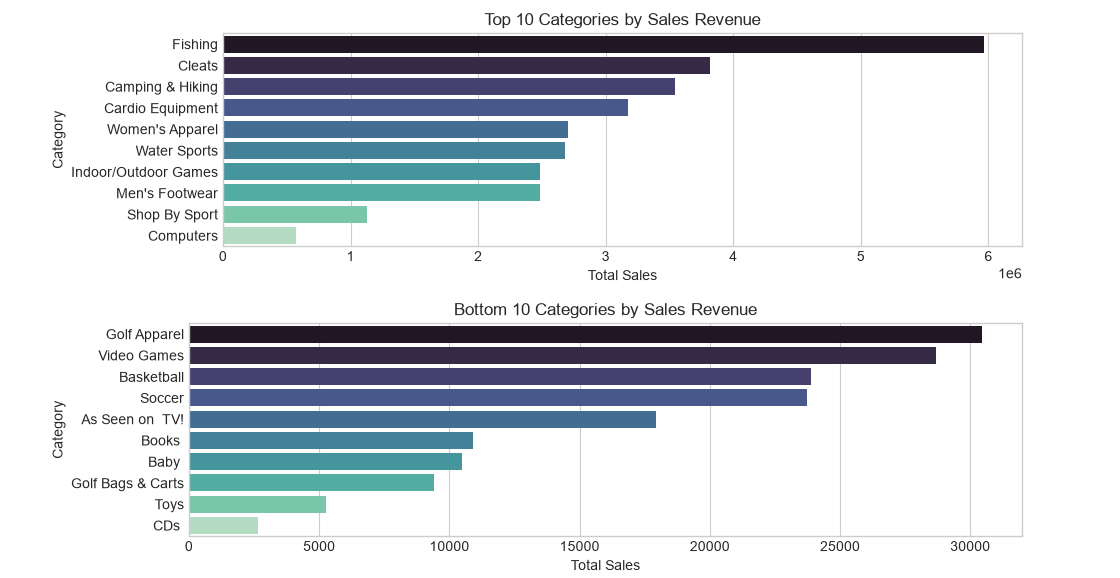 Top 10 Categories by Sales Revenue
Category
Fishing
Cleats
Camping & Hiking
Cardio Equipment
Women's Apparel
Water Sports
Indoor/Outdoor Games
Men's Footwear
Shop By Sport
Computers
0 1 2 3 4 5 6
1e6
Total Sales
Bottom 10 Categories by Sales Revenue
Category
Golf Apparel
Video Games
Basketball
Soccer
As Seen on  TV!
Books
Baby
Golf Bags & Carts
Toys
CDs
0 5000 10000 15000 20000 25000 30000
Total Sales